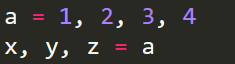 a = 1, 2, 3, 4
x, y, z = a